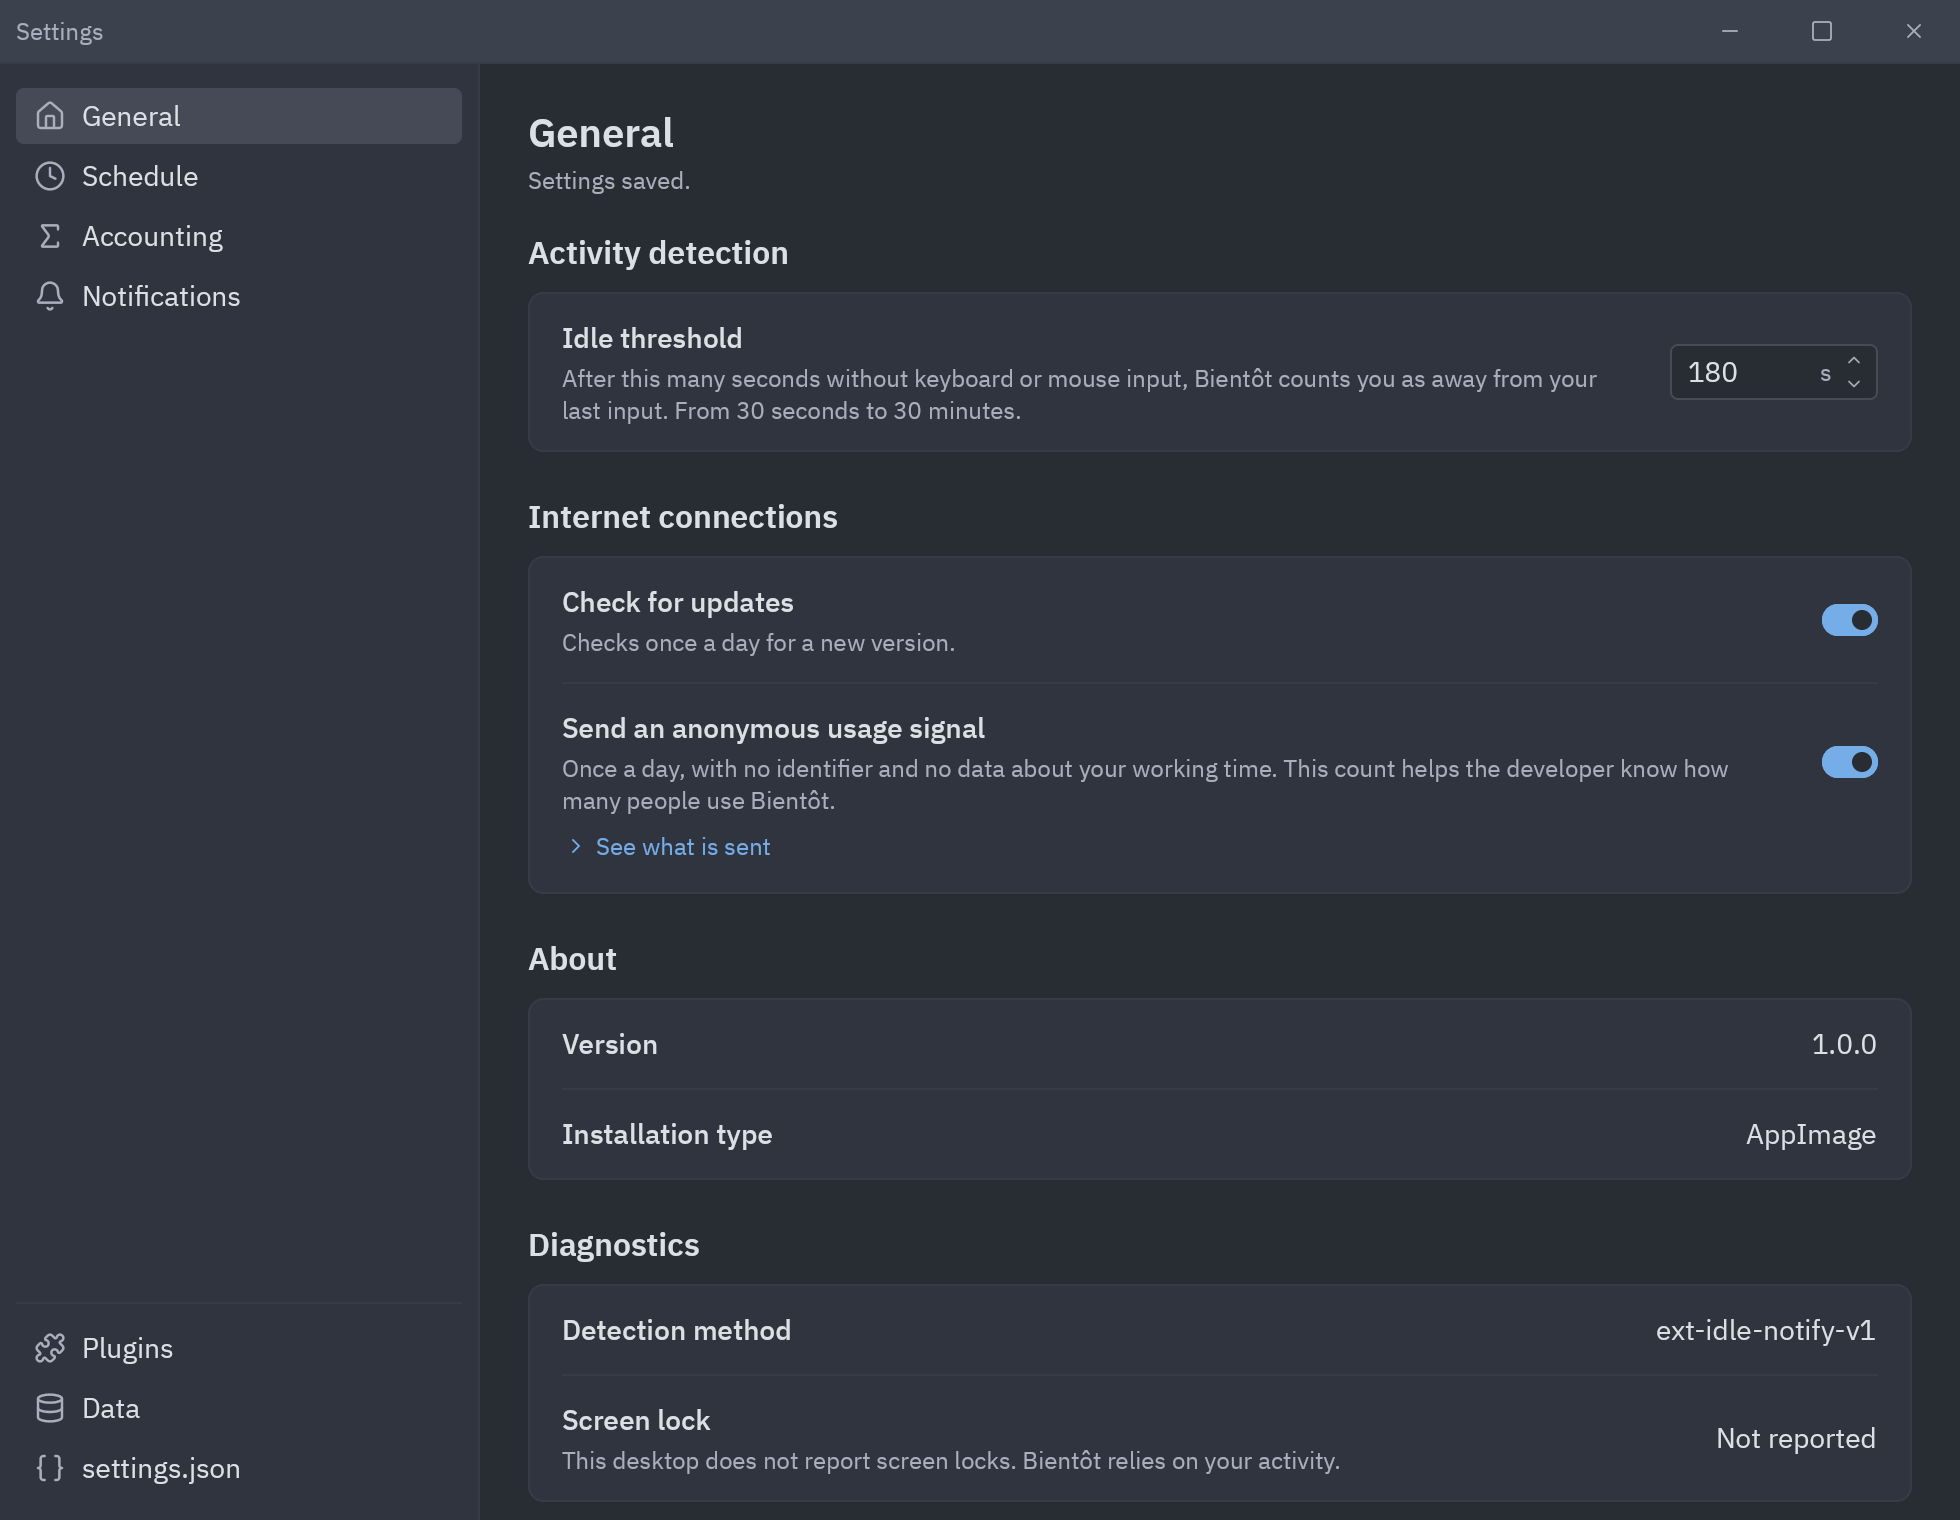 Settings
General
Schedule
Accounting
Notifications
Plugins
Data
settings.json
General
Settings saved.
Activity detection
Idle threshold
After this many seconds without keyboard or mouse input, Bientôt counts you as away from your
last input. From 30 seconds to 30 minutes.
180 s
Internet connections
Check for updates
Checks once a day for a new version.
Send an anonymous usage signal
Once a day, with no identifier and no data about your working time. This count helps the developer know how
many people use Bientôt.
See what is sent
About
Version 1.0.0
Installation type AppImage
Diagnostics
Detection method ext-idle-notify-v1
Screen lock
This desktop does not report screen locks. Bientôt relies on your activity.
Not reported